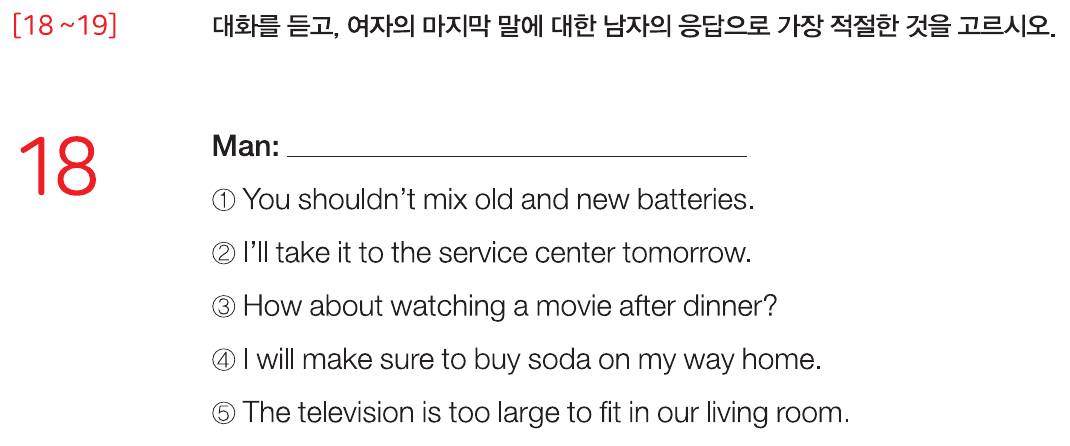 [18~19] 대화를 듣고, 여자의 마지막 말에 대한 남자의 응답으로 가장 적절한 것을 고르시오.
18 Man: ______________________________
① You shouldn’t mix old and new batteries.
② I’ll take it to the service center tomorrow.
③ How about watching a movie after dinner?
④ I will make sure to buy soda on my way home.
⑤ The television is too large to fit in our living room.